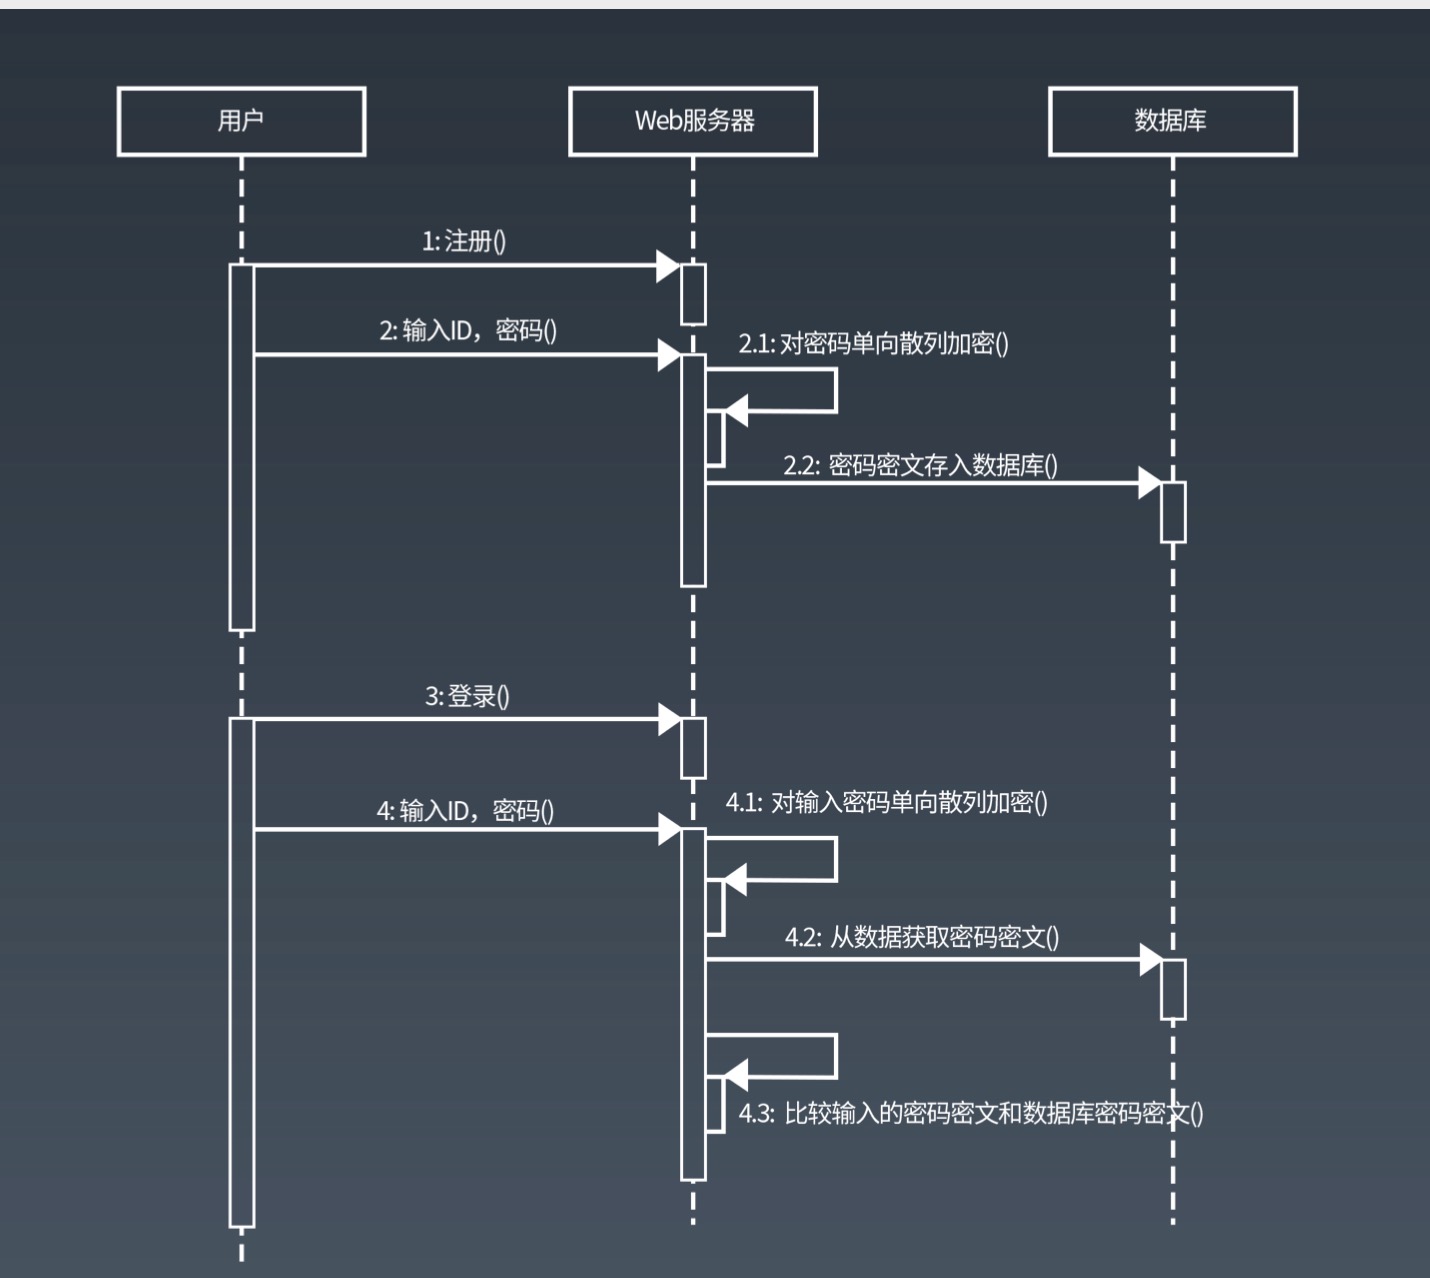 用户
Web服务器
数据库
1: 注册()
2: 输入ID，密码()
2.1: 对密码单向散列加密()
2.2: 密码密文存入数据库()
3: 登录()
4: 输入ID，密码()
4.1: 对输入密码单向散列加密()
4.2: 从数据获取密码密文()
4.3: 比较输入的密码密文和数据库密码密文()